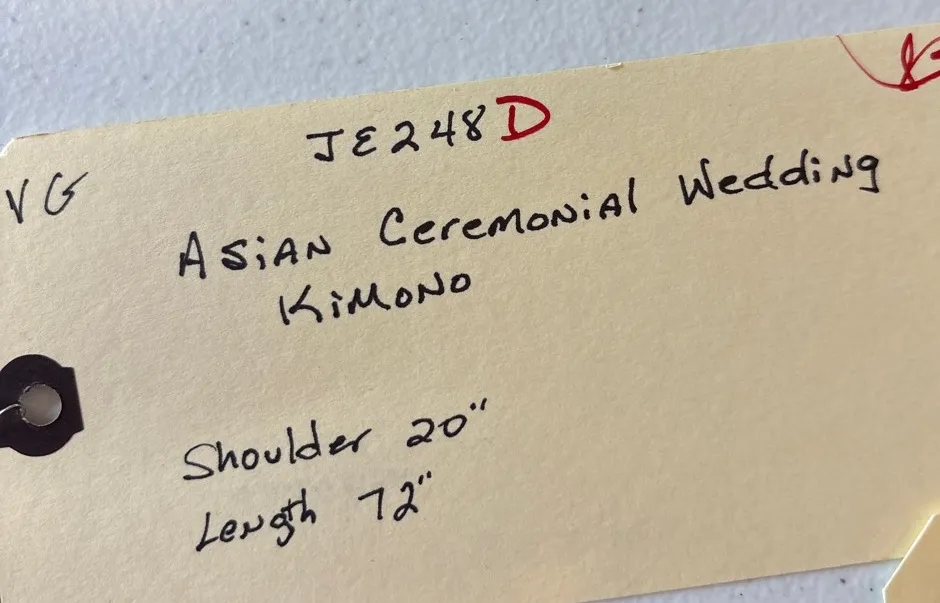 JE248D
VG
Asian Ceremonial Wedding
Kimono
Shoulder 20"
Length 72"